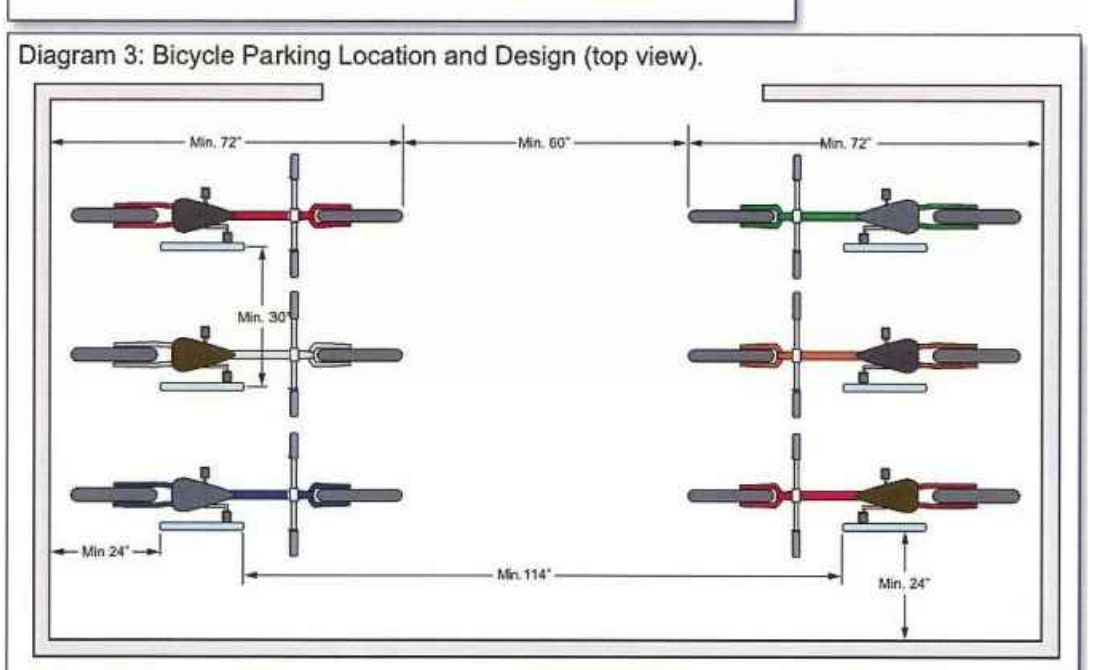 Diagram 3: Bicycle Parking Location and Design (top view).
Min. 72"
Min. 60"
Min. 72"
Min. 30"
Min 24"
Min. 114"
Min. 24"